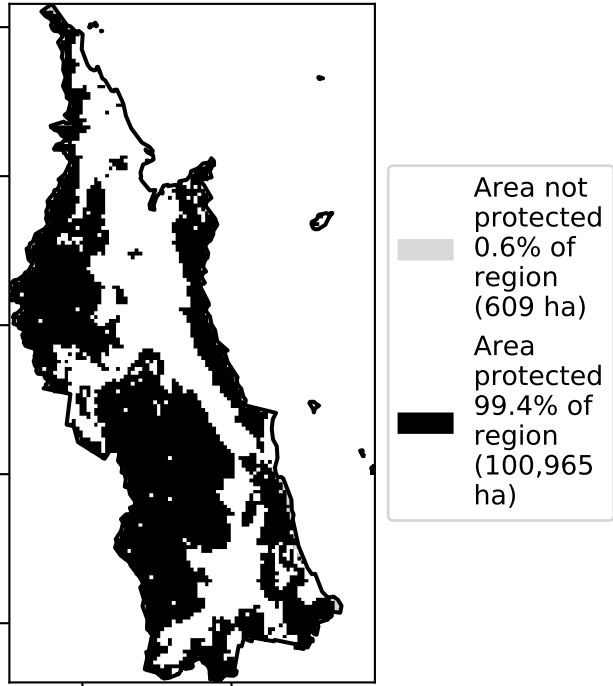 Area not
protected
0.6% of
region
(609 ha)
Area
protected
99.4% of
region
(100,965
ha)